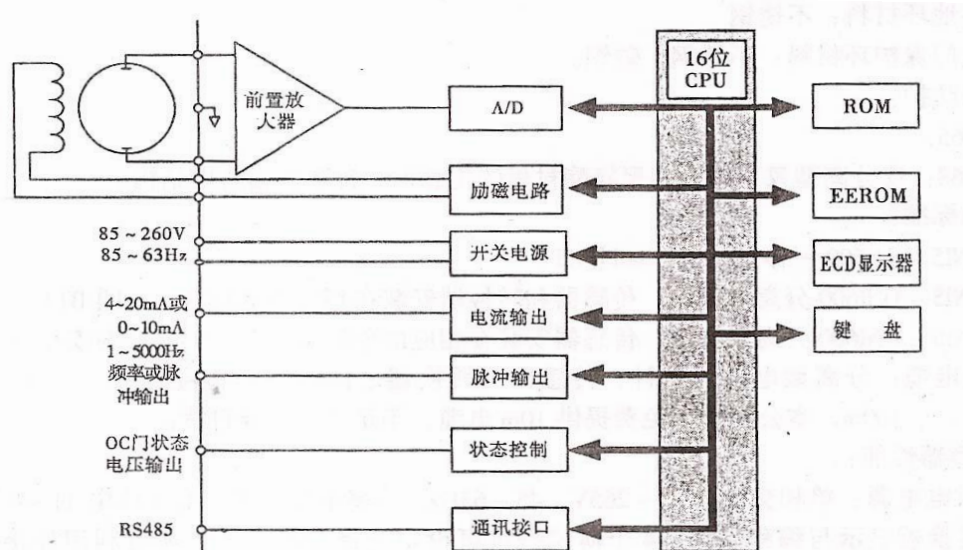 16位
CPU
前置放
大器
A/D
ROM
励磁电路
EEROM
85~260V
85~63Hz
开关电源
ECD显示器
4~20mA或
0~10mA
电流输出
键 盘
1~5000Hz
频率或脉
冲输出
脉冲输出
OC门状态
电压输出
状态控制
RS485
通讯接口